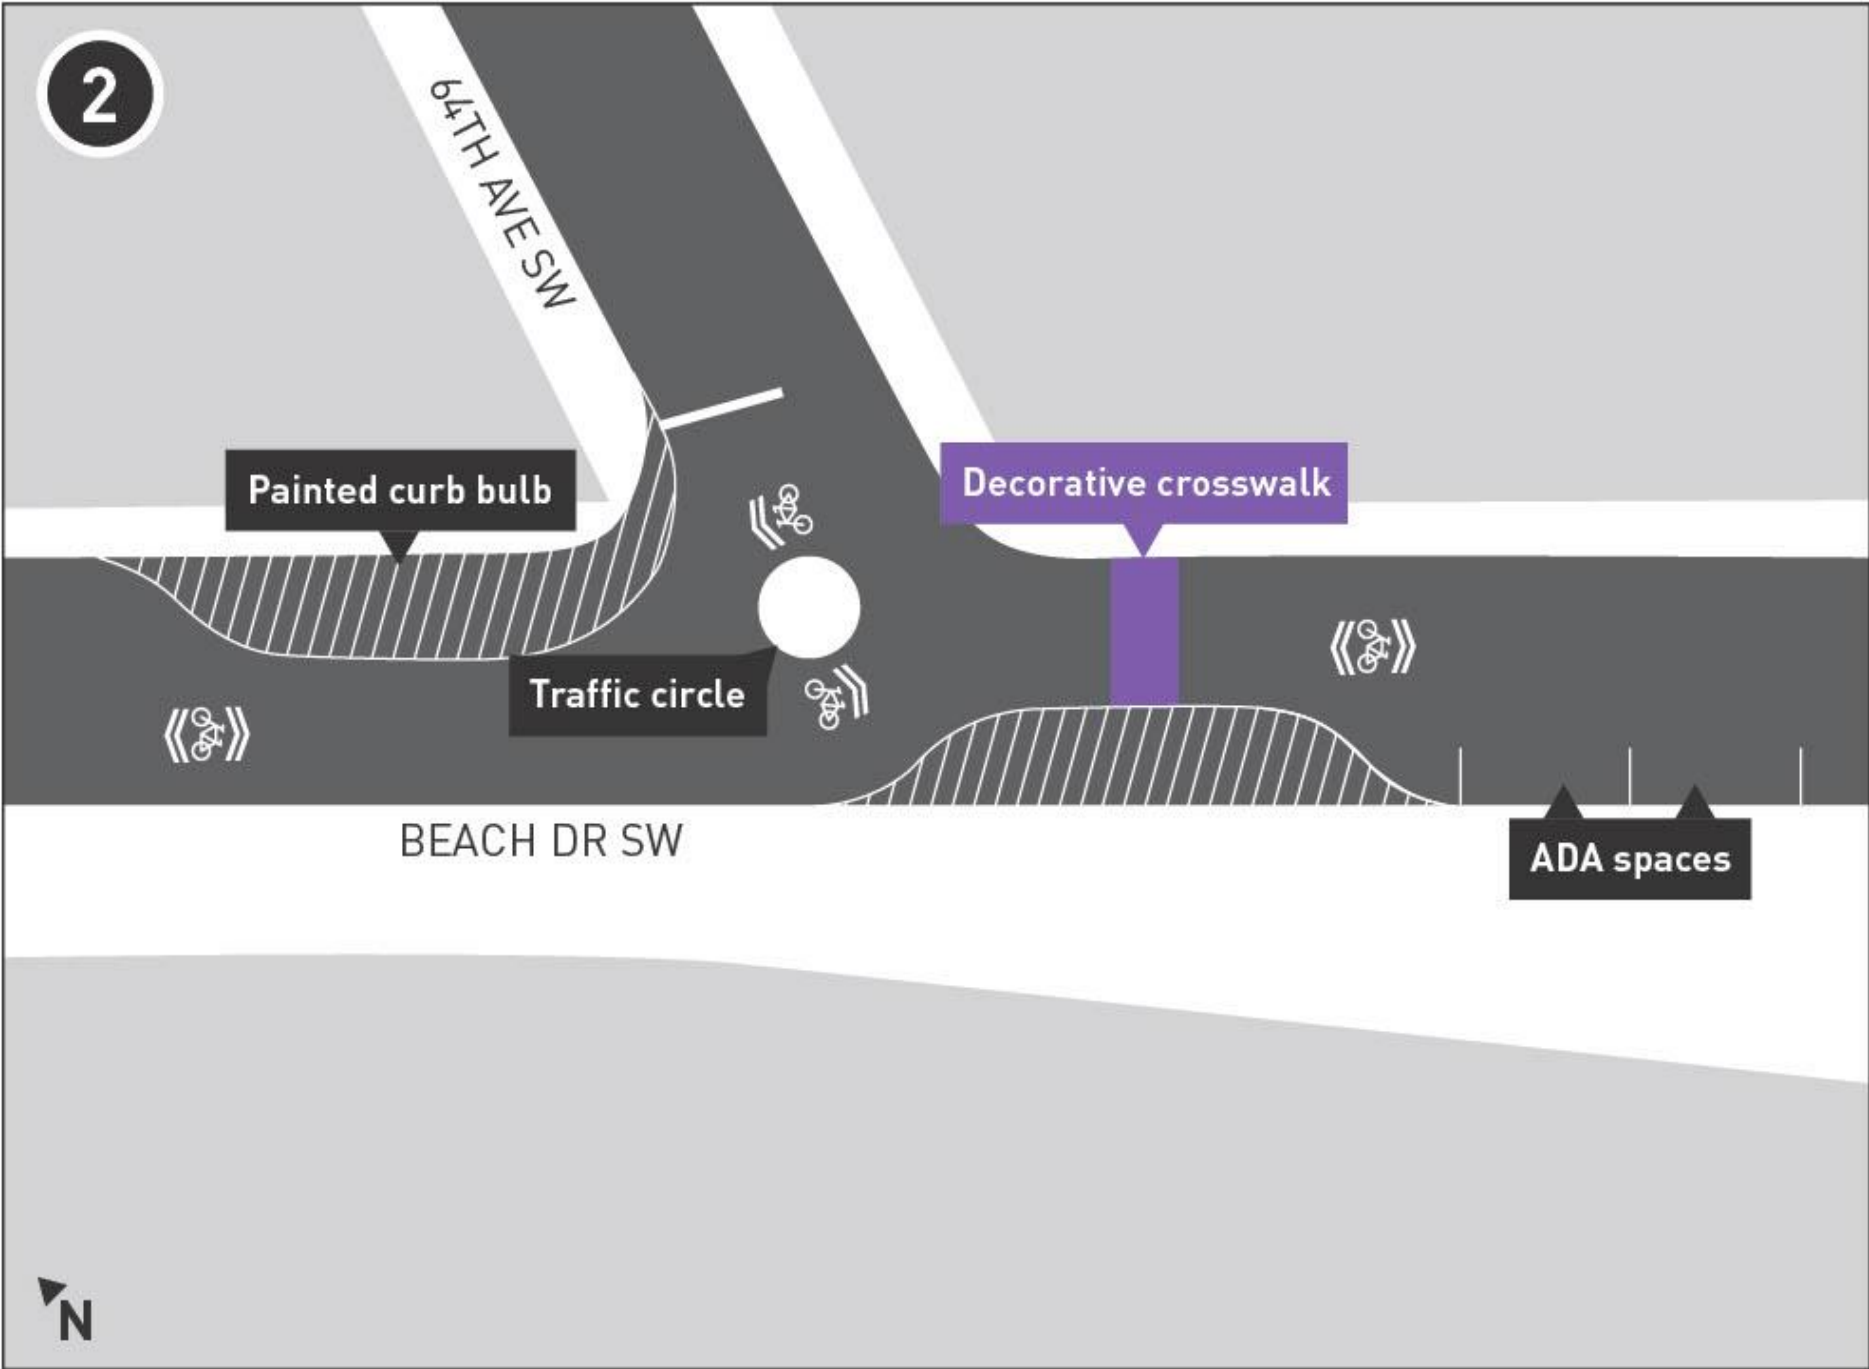 2
64TH AVE SW
Painted curb bulb
Decorative crosswalk
Traffic circle
BEACH DR SW
ADA spaces
N